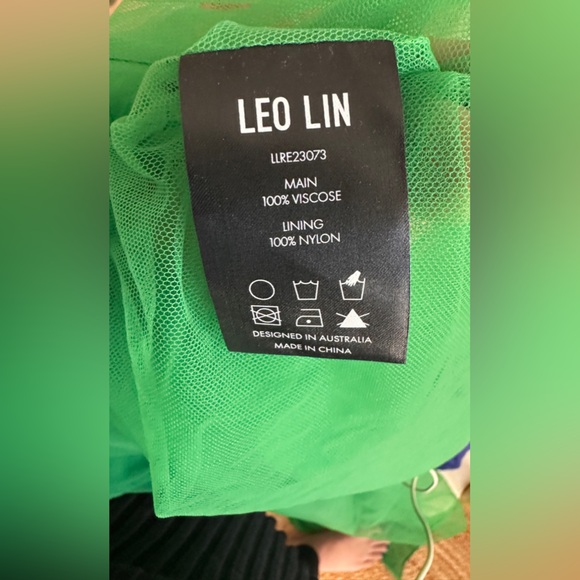 LEO LIN
LLRE23073
MAIN
100% VISCOSE
LINING
100% NYLON
DESIGNED IN AUSTRALIA
MADE IN CHINA